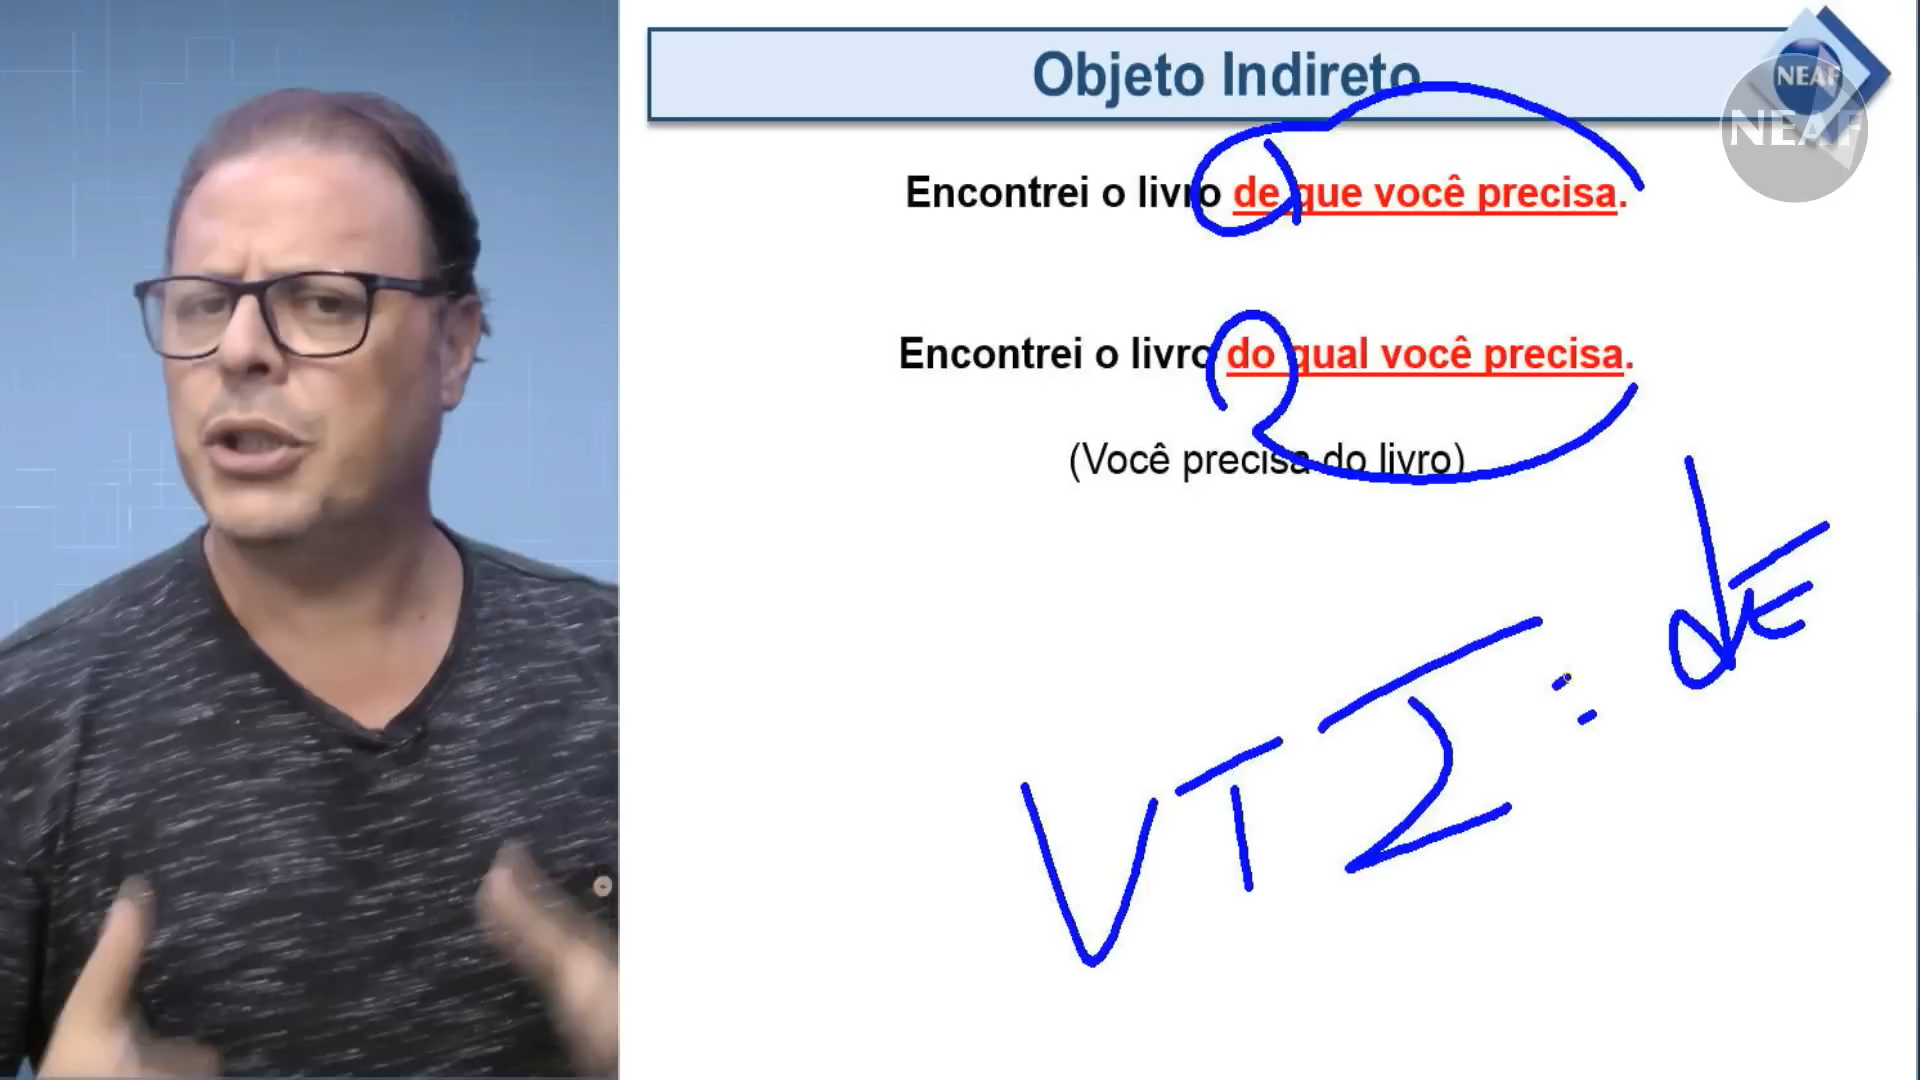 Objeto Indireto
NEAF
NEAF
Encontrei o livro de que você precisa.
Encontrei o livro do qual você precisa.
(Você precisa do livro)
VTI: dE